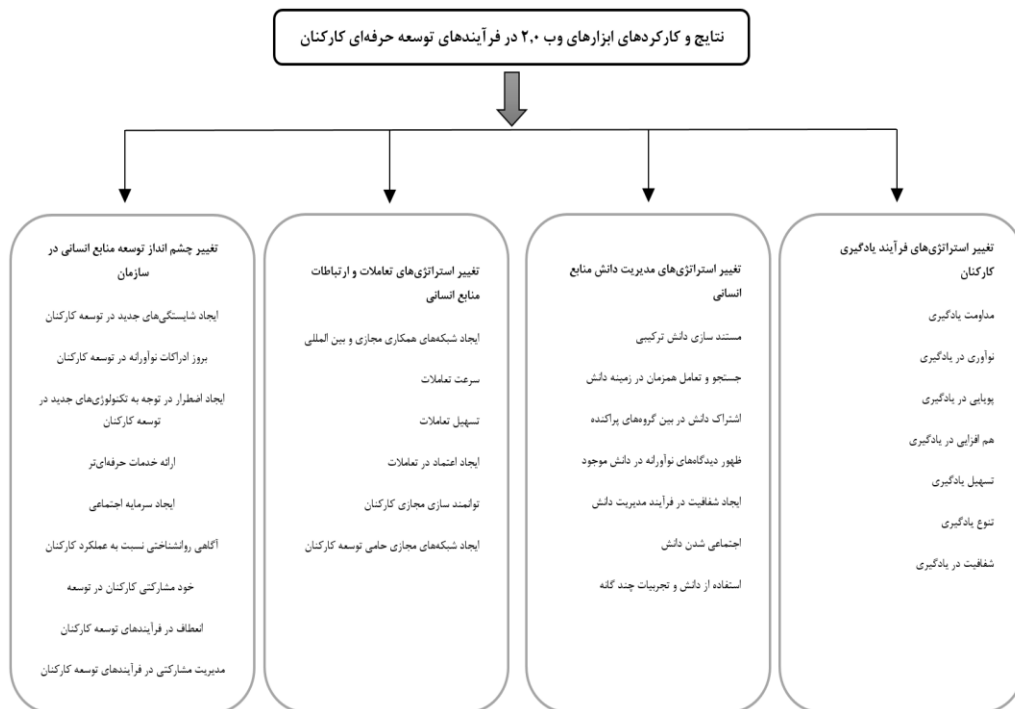 نتایج و کارکردهای ابزارهای وب ۲٫۰ در فرآیندهای توسعه حرفه‌ای کارکنان
تغییر استراتژی‌های فرآیند یادگیری
کارکنان
مداومت یادگیری
نوآوری در یادگیری
پویایی در یادگیری
هم افزایی در یادگیری
تسهیل یادگیری
تنوع یادگیری
شفافیت در یادگیری
تغییر استراتژی‌های مدیریت دانش منابع
انسانی
مستند سازی دانش ترکیبی
جستجو و تعامل همزمان در زمینه دانش
اشتراک دانش در بین گروه‌های پراکنده
ظهور دیدگاه‌های نوآورانه در دانش موجود
ایجاد شفافیت در فرآیند مدیریت دانش
اجتماعی شدن دانش
استفاده از دانش و تجربیات چند گانه
تغییر استراتژی‌های تعاملات و ارتباطات
منابع انسانی
ایجاد شبکه‌های همکاری مجازی و بین المللی
سرعت تعاملات
تسهیل تعاملات
ایجاد اعتماد در تعاملات
توانمند سازی مجازی کارکنان
ایجاد شبکه‌های مجازی حامی توسعه کارکنان
تغییر چشم انداز توسعه منابع انسانی در
سازمان
ایجاد شایستگی‌های جدید در توسعه کارکنان
بروز ادراکات نوآورانه در توسعه کارکنان
ایجاد اضطرار در توجه به تکنولوژی‌های جدید در
توسعه کارکنان
ارائه خدمات حرفه‌ای‌تر
ایجاد سرمایه اجتماعی
آگاهی روانشناختی نسبت به عملکرد کارکنان
خود مشارکتی کارکنان در توسعه
انعطاف در فرآیندهای توسعه کارکنان
مدیریت مشارکتی در فرآیندهای توسعه کارکنان